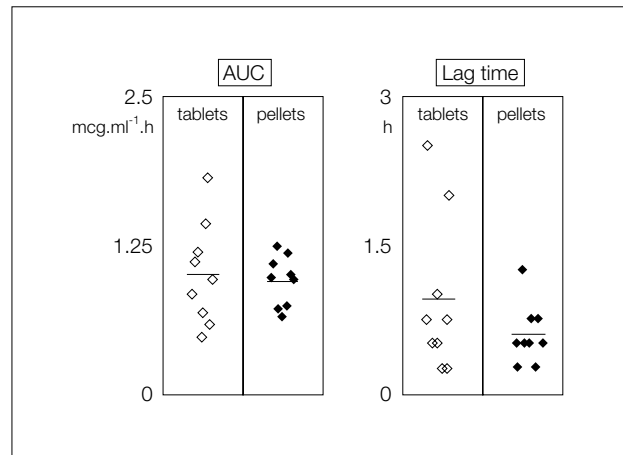 AUC
Lag time
2.5
mcg.ml⁻¹.h
tablets
pellets
1.25
0
3
h
tablets
pellets
1.5
0